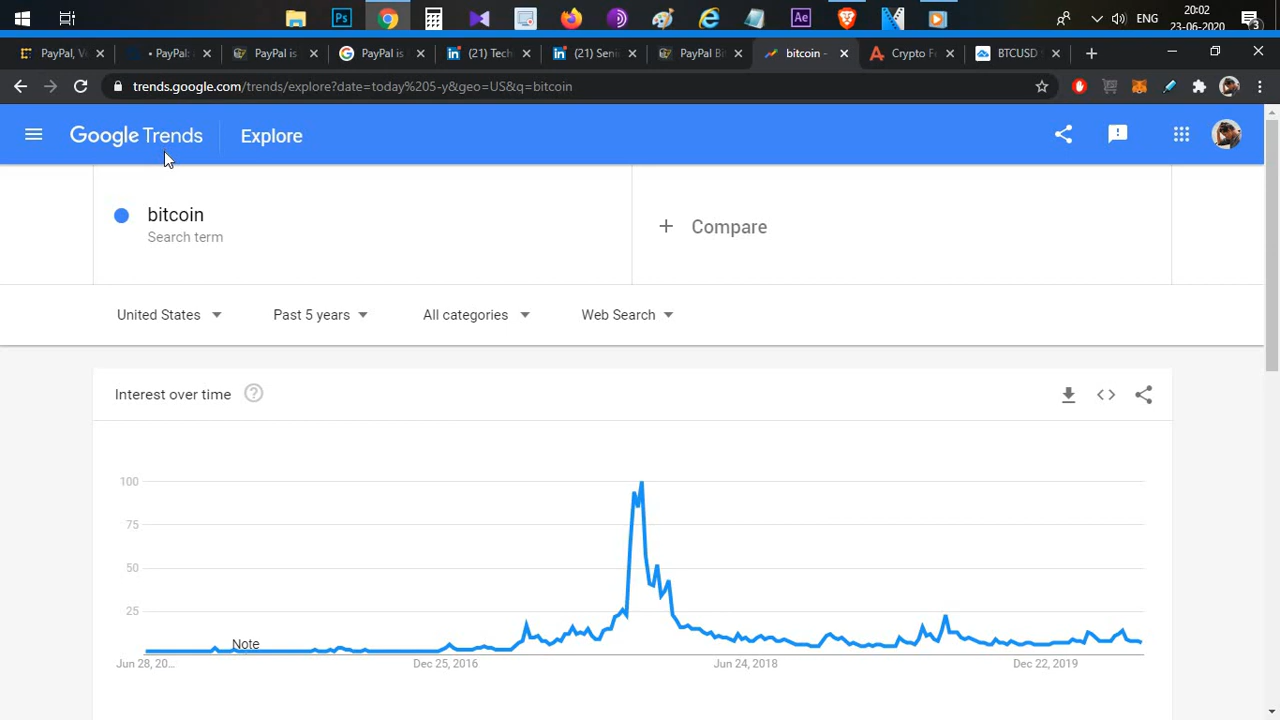 20:02
ENG
23-06-2020
3
PayPal, V
• PayPal:
PayPal is
PayPal is
(21) Tech
(21) Seni
PayPal Bi
bitcoin -
Crypto F
BTCUSD
trends.google.com/trends/explore?date=today%205-y&geo=US&q=bitcoin
Google Trends
Explore
bitcoin
Search term
+ Compare
United States
Past 5 years
All categories
Web Search
Interest over time
100
75
50
25
Note
Jun 28, 20...
Dec 25, 2016
Jun 24, 2018
Dec 22, 2019